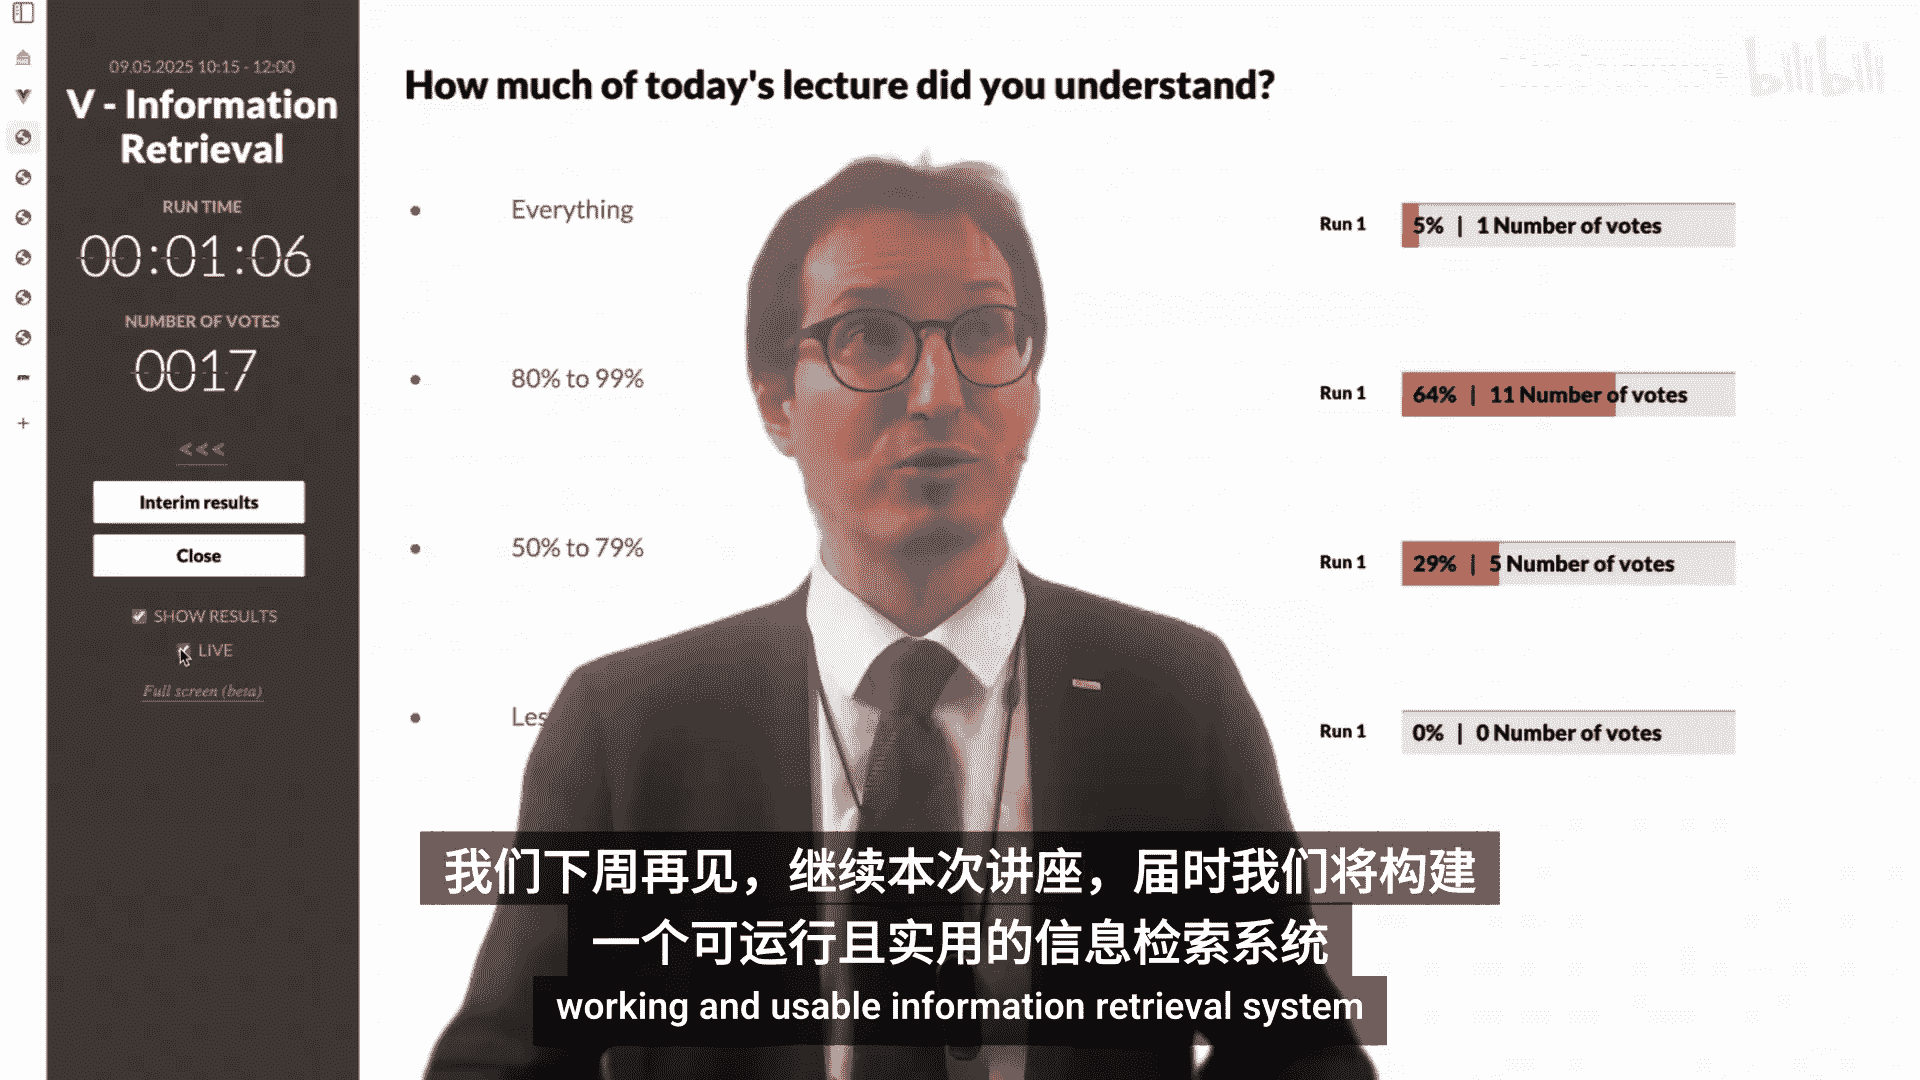 09.05.2025 10:15 - 12:00
V - Information
Retrieval
RUN TIME
00:01:06
NUMBER OF VOTES
0017
<<<
Interim results
Close
SHOW RESULTS
LIVE
Full screen (beta)
How much of today's lecture did you understand?
Everything
Run 1
5% | 1 Number of votes
80% to 99%
Run 1
64% | 11 Number of votes
50% to 79%
Run 1
29% | 5 Number of votes
Les
Run 1
0% | 0 Number of votes
bilibili
我们下周再见，继续本次讲座，届时我们将构建
一个可运行且实用的信息检索系统
working and usable information retrieval system